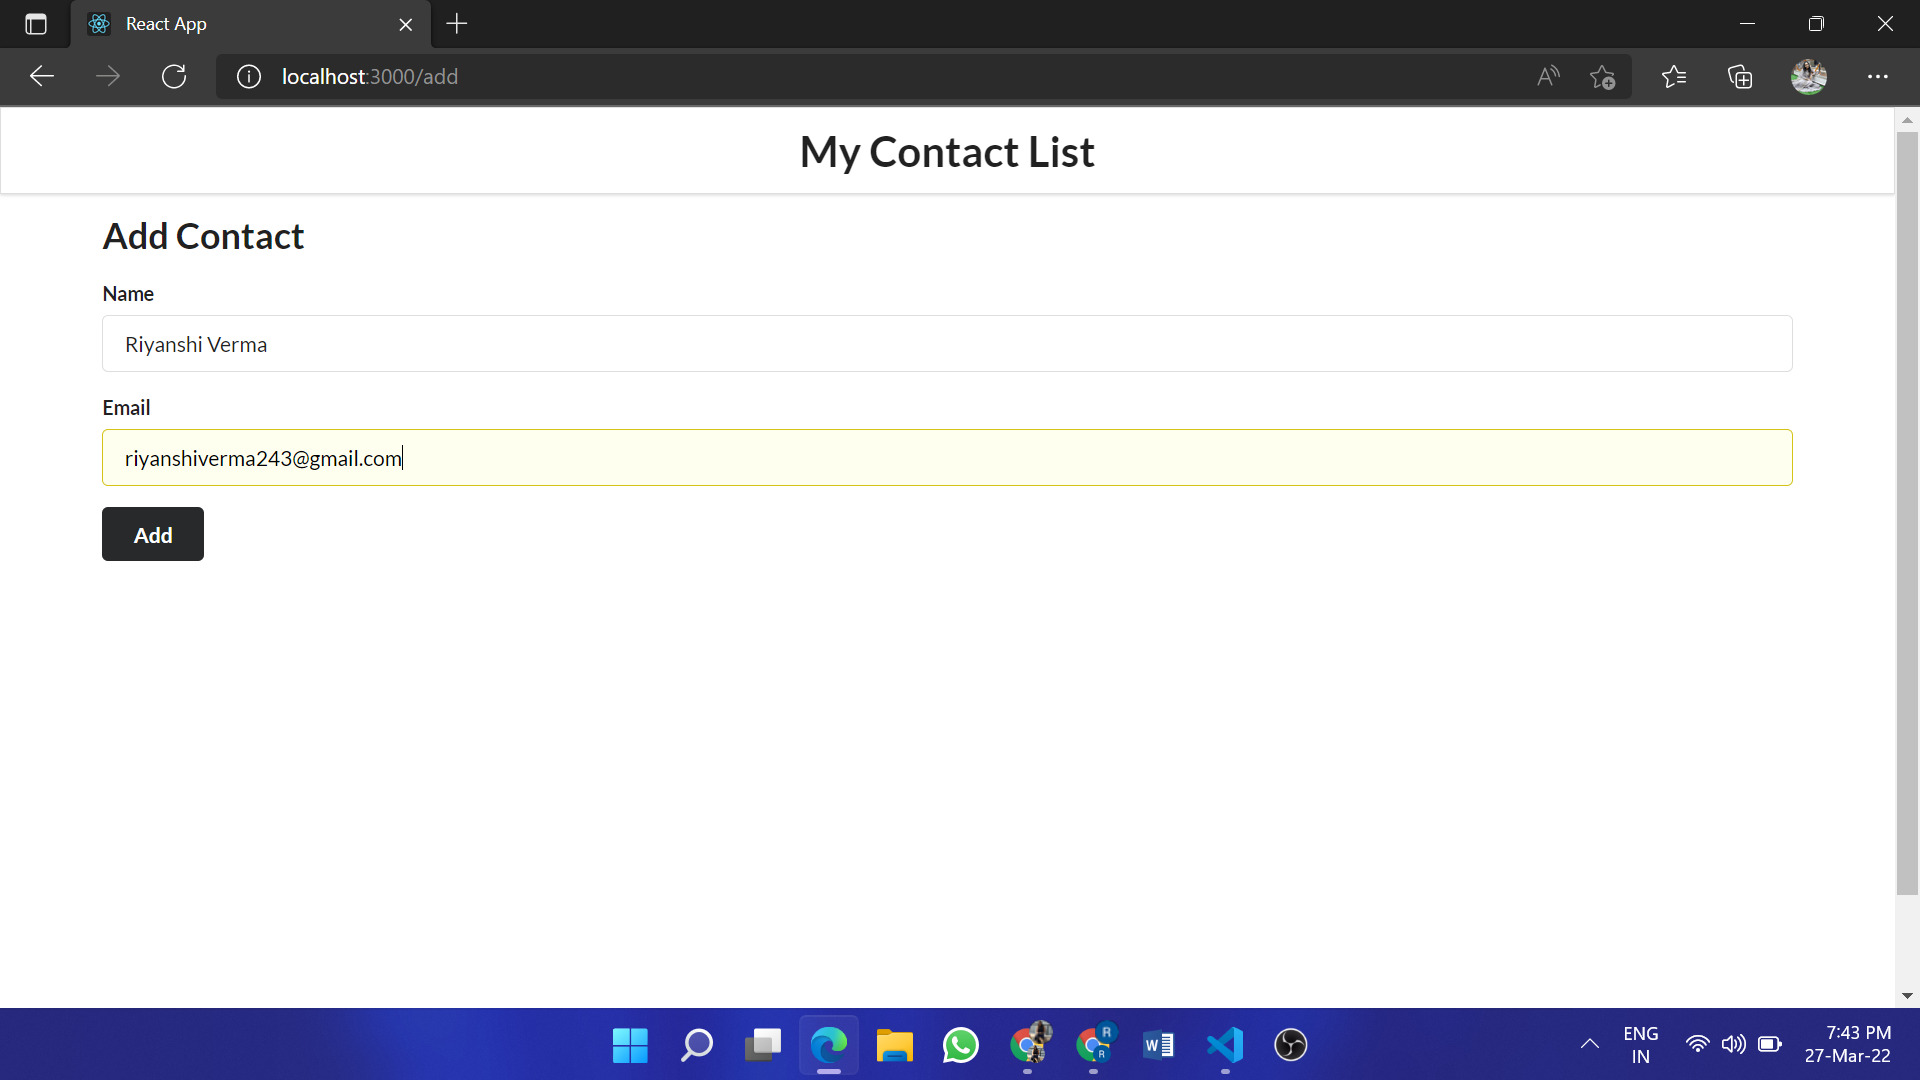 React App
localhost:3000/add
My Contact List
Add Contact
Name
Riyanshi Verma
Email
riyanshiverma243@gmail.com
Add
ENG
IN
7:43 PM
27-Mar-22